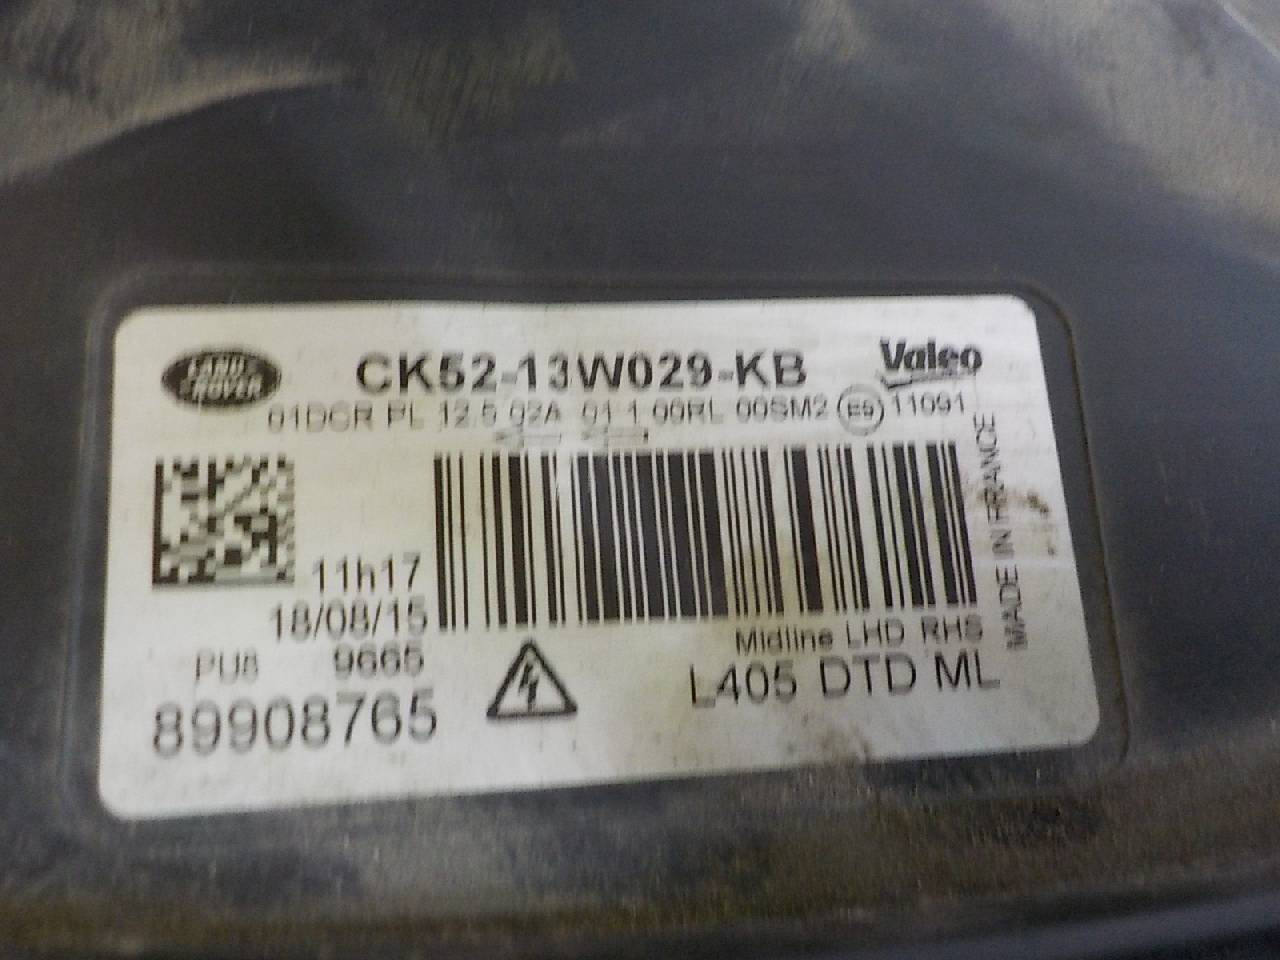 LAND ROVER
CK52-13W029-KB
Valeo
01DCR PL 12.5 02A 01 1 00RL 00SM2 E9 11091
MADE IN FRANCE
11h17
18/08/15
Midline LHD RHS
PU8 9665
L405 DTD ML
89908765